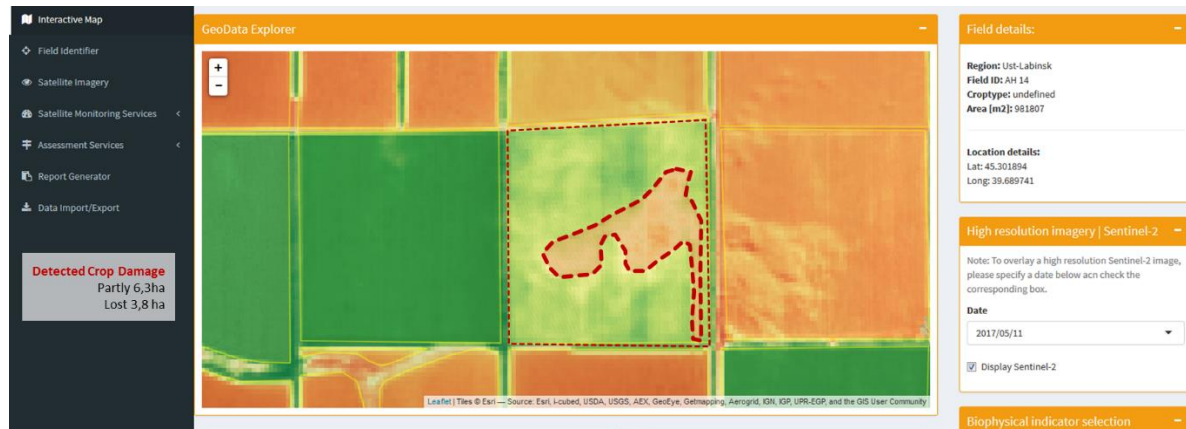 Interactive Map
Field Identifier
Satellite Imagery
Satellite Monitoring Services
Assessment Services
Report Generator
Data Import/Export
Detected Crop Damage
Partly 6,3ha
Lost 3,8 ha
GeoData Explorer
+
−
Leaflet | Tiles © Esri — Source: Esri, i-cubed, USDA, USGS, AEX, GeoEye, Getmapping, Aerogrid, IGN, IGP, UPR-EGP, and the GIS User Community
Field details:
Region: Ust-Labinsk
Field ID: AH 14
Croptype: undefined
Area [m2]: 981807
Location details:
Lat: 45.301894
Long: 39.689741
High resolution imagery | Sentinel-2
Note: To overlay a high resolution Sentinel-2 image,
please specify a date below acn check the
corresponding box.
Date
2017/05/11
Display Sentinel-2
Biophysical indicator selection